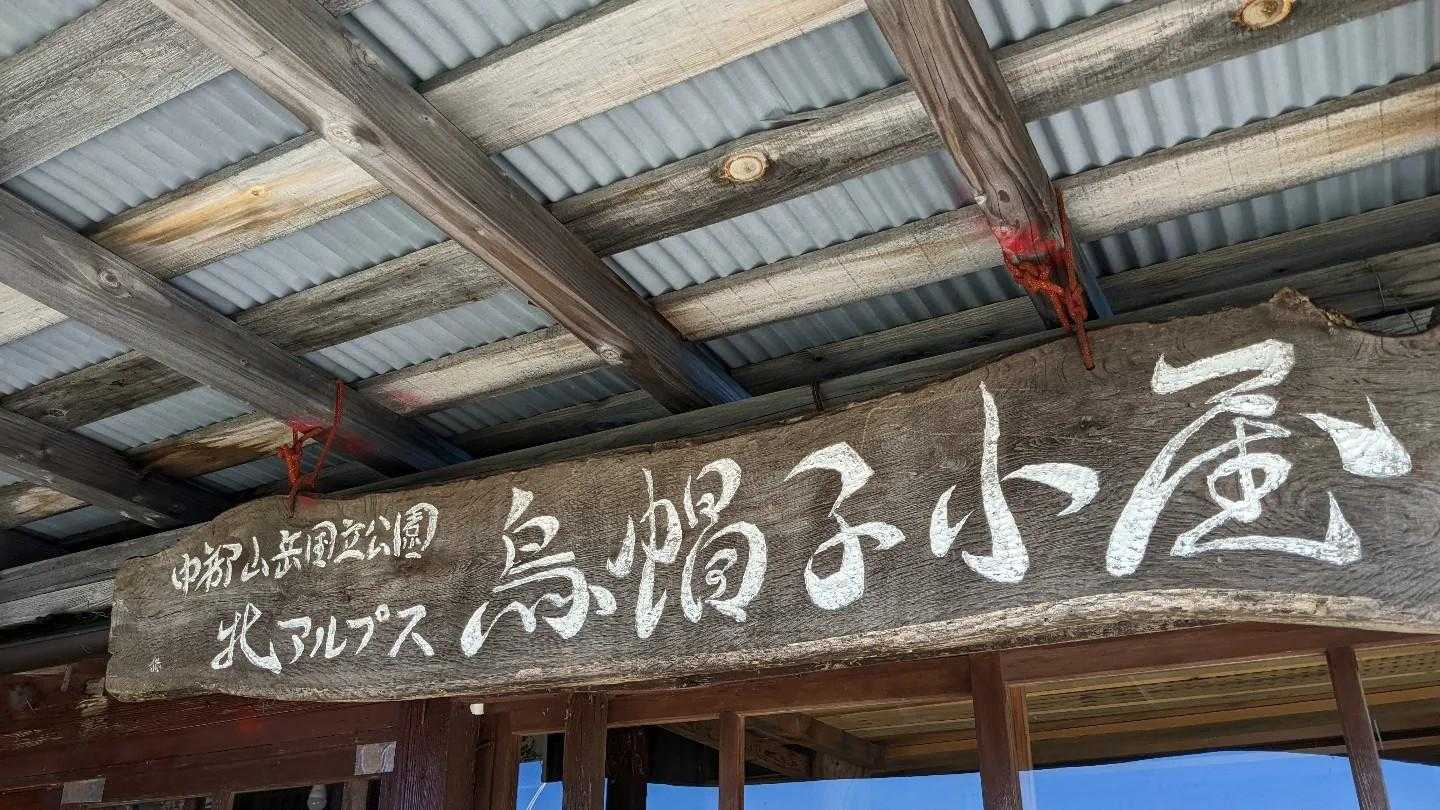 中部山岳国立公園
北アルプス
烏帽子小屋